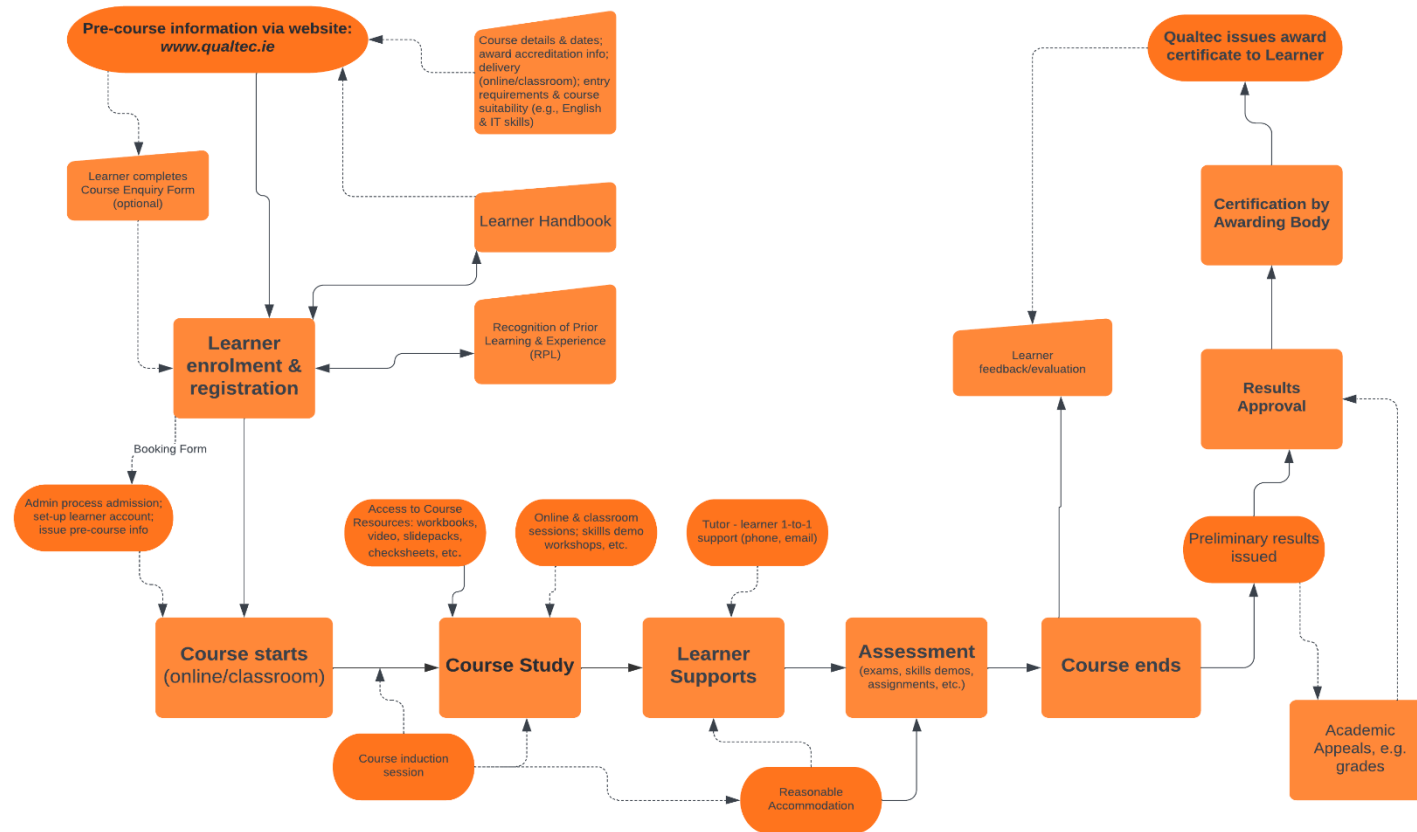 Pre-course information via website:
www.qualtec.ie
Course details & dates;
award accreditation info;
delivery
(online/classroom); entry
requirements & course
suitability (e.g., English
& IT skills)
Qualtec issues award
certificate to Learner
Learner completes
Course Enquiry Form
(optional)
Learner Handbook
Certification by
Awarding Body
Learner
enrolment &
registration
Recognition of Prior
Learning & Experience
(RPL)
Learner
feedback/evaluation
Results
Approval
Booking Form
Admin process admission;
set-up learner account;
issue pre-course info
Access to Course
Resources: workbooks,
video, slidepacks,
checksheets, etc.
Online & classroom
sessions; skillls demo
workshops, etc.
Tutor - learner 1-to-1
support (phone, email)
Preliminary results
issued
Course starts
(online/classroom)
Course Study
Learner
Supports
Assessment
(exams, skills demos,
assignments, etc.)
Course ends
Course induction
session
Reasonable
Accommodation
Academic
Appeals, e.g.
grades